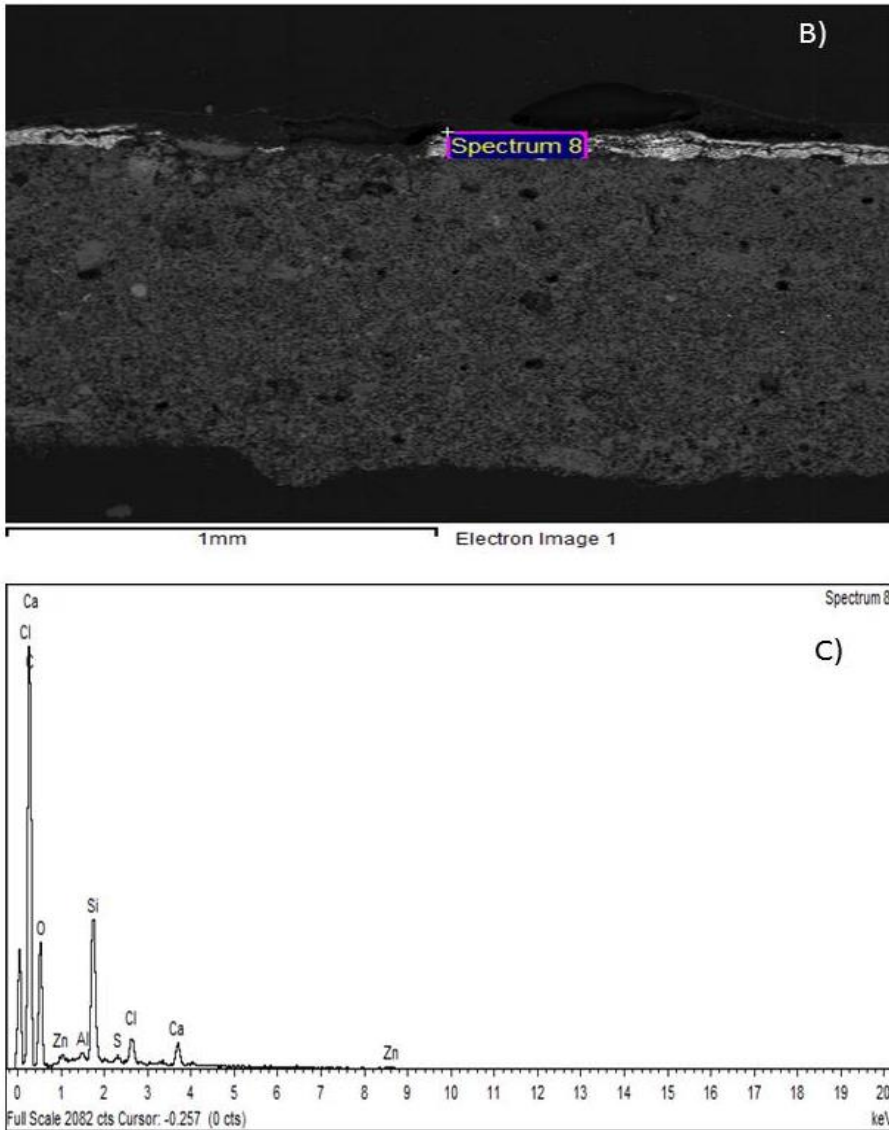 B)
Spectrum 8
1mm Electron Image 1
Ca Spectrum 8
Cl
C C)
Si
O
Cl
Ca
Zn Al S Zn
0 1 2 3 4 5 6 7 8 9 10 11 12 13 14 15 16 17 18 19 20
Full Scale 2082 cts Cursor: -0.257 (0 cts) keV